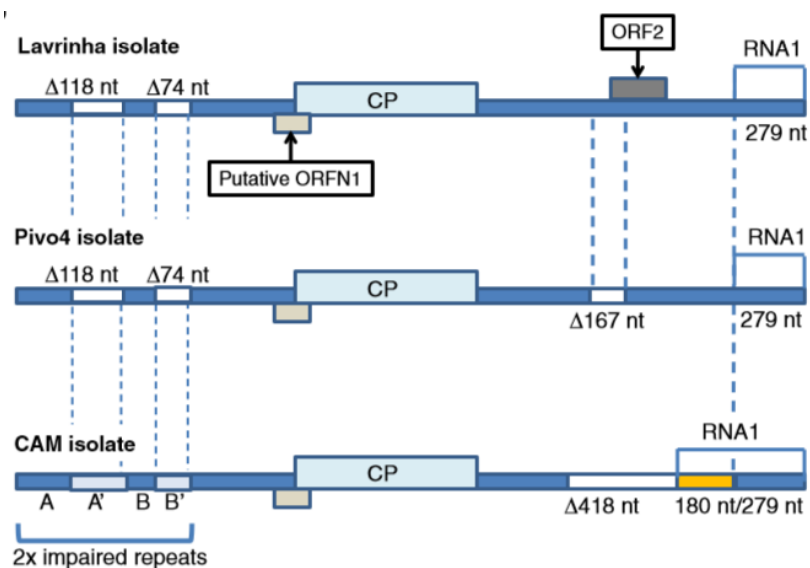 Lavrinha isolate
ORF2
RNA1
Δ118 nt
Δ74 nt
CP
279 nt
Putative ORFN1
Pivo4 isolate
RNA1
Δ118 nt
Δ74 nt
CP
Δ167 nt
279 nt
CAM isolate
RNA1
CP
A
A'
B
B'
Δ418 nt
180 nt/279 nt
2x impaired repeats